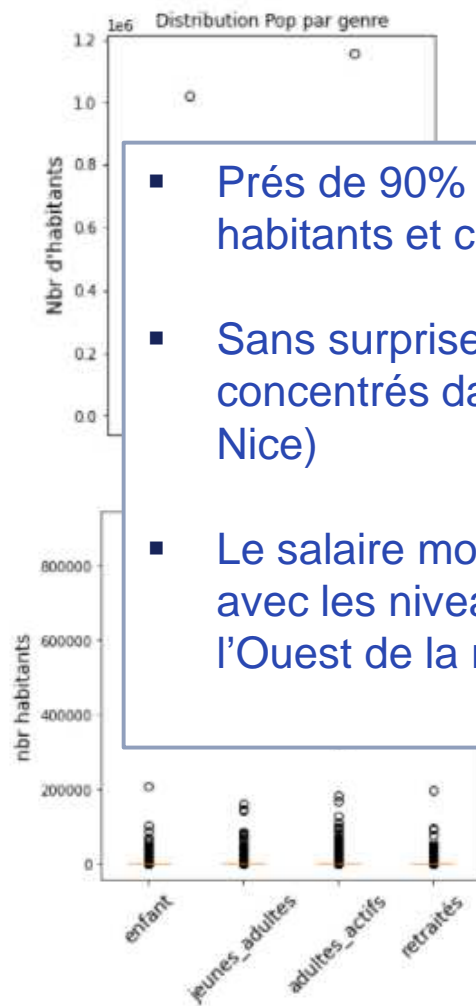 1e6 Distribution Pop par genre
1.2
1.0
0.8
0.6
0.4
0.2
0.0
Nbr d'habitants
▪ Prés de 90%
habitants et c
▪ Sans surprise
concentrés da
Nice)
▪ Le salaire mo
avec les nivea
l'Ouest de la
800000
600000
400000
200000
0
nbr habitants
enfant
jeunes_adultes
adultes_actifs
retraités